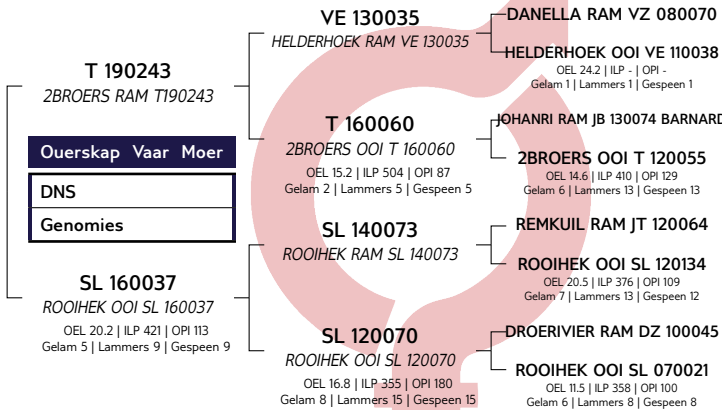 T 190243
2BROERS RAM T190243
Ouerskap Vaar Moer
DNS
Genomies
SL 160037
ROOIHEK OOI SL 160037
OEL 20.2 | ILP 421 | OPI 113
Gelam 5 | Lammers 9 | Gespeen 9
VE 130035
HELDERHOEK RAM VE 130035
T 160060
2BROERS OOI T 160060
OEL 15.2 | ILP 504 | OPI 87
Gelam 2 | Lammers 5 | Gespeen 5
SL 140073
ROOIHEK RAM SL 140073
SL 120070
ROOIHEK OOI SL 120070
OEL 16.8 | ILP 355 | OPI 180
Gelam 8 | Lammers 15 | Gespeen 15
DANELLA RAM VZ 080070
HELDERHOEK OOI VE 110038
OEL 24.2 | ILP - | OPI -
Gelam 1 | Lammers 1 | Gespeen 1
JOHANRI RAM JB 130074 BARNARD
2BROERS OOI T 120055
OEL 14.6 | ILP 410 | OPI 129
Gelam 6 | Lammers 13 | Gespeen 13
REMKUIL RAM JT 120064
ROOIHEK OOI SL 120134
OEL 20.5 | ILP 376 | OPI 109
Gelam 7 | Lammers 13 | Gespeen 12
DROERIVIER RAM DZ 100045
ROOIHEK OOI SL 070021
OEL 11.5 | ILP 358 | OPI 100
Gelam 6 | Lammers 8 | Gespeen 8